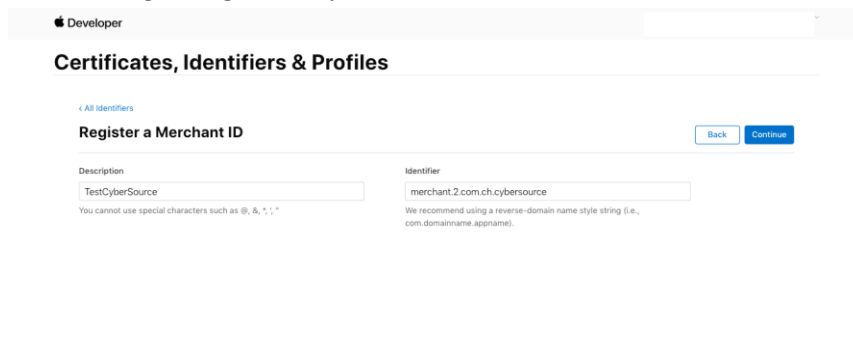 Developer
Certificates, Identifiers & Profiles
‹ All Identifiers
Register a Merchant ID
Back
Continue
Description
Identifier
TestCyberSource
merchant.2.com.ch.cybersource
You cannot use special characters such as @, &, *, ', "
We recommend using a reverse-domain name style string (i.e.,
com.domainname.appname).